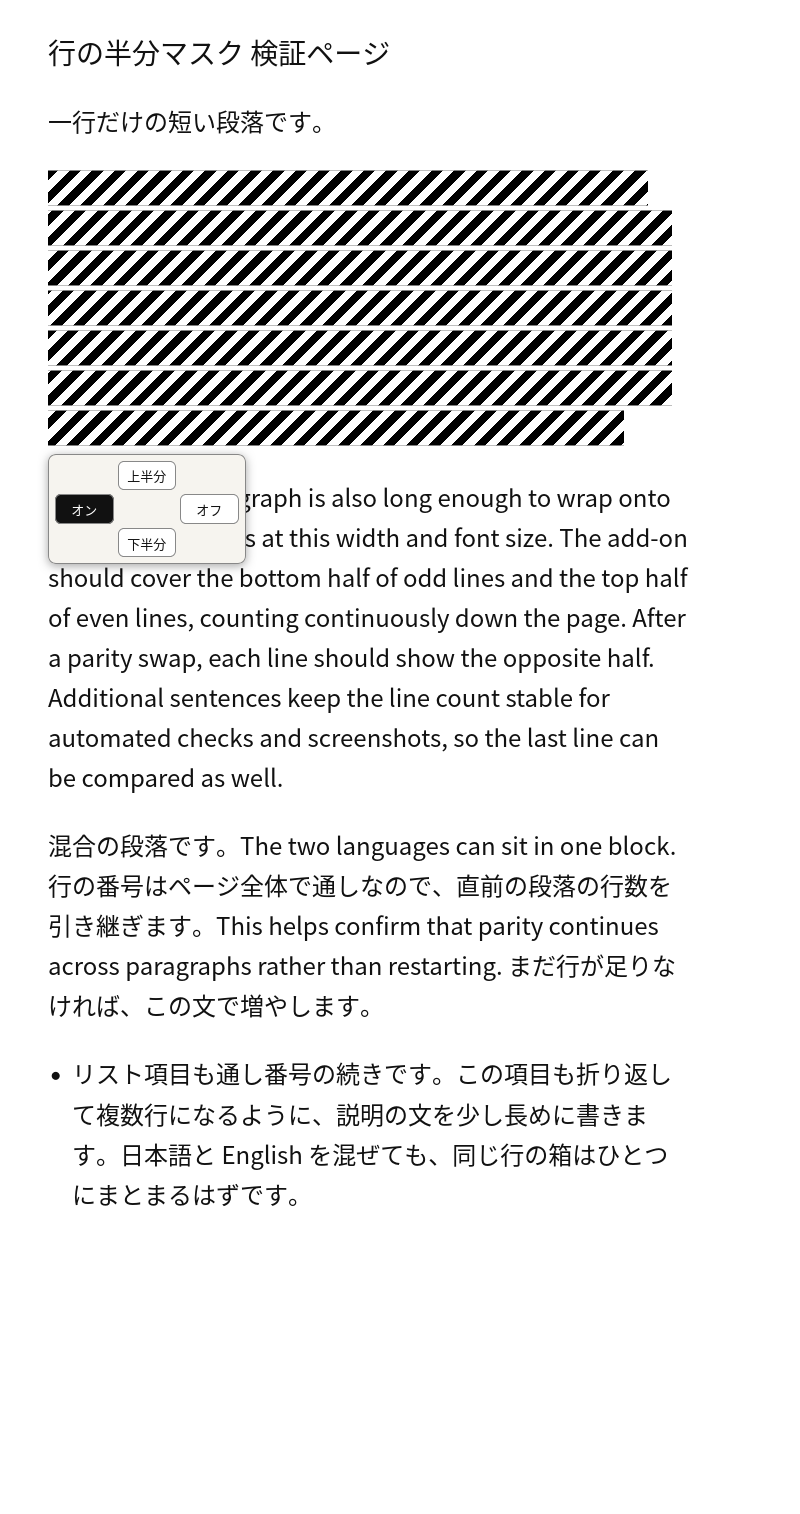 行の半分マスク 検証ページ
一行だけの短い段落です。
上半分
オン
オフ
下半分
graph is also long enough to wrap onto
s at this width and font size. The add-on
should cover the bottom half of odd lines and the top half
of even lines, counting continuously down the page. After
a parity swap, each line should show the opposite half.
Additional sentences keep the line count stable for
automated checks and screenshots, so the last line can
be compared as well.
混合の段落です。The two languages can sit in one block.
行の番号はページ全体で通しなので、直前の段落の行数を
引き継ぎます。This helps confirm that parity continues
across paragraphs rather than restarting. まだ行が足りな
ければ、この文で増やします。
• リスト項目も通し番号の続きです。この項目も折り返し
て複数行になるように、説明の文を少し長めに書きま
す。日本語と English を混ぜても、同じ行の箱はひとつ
にまとまるはずです。